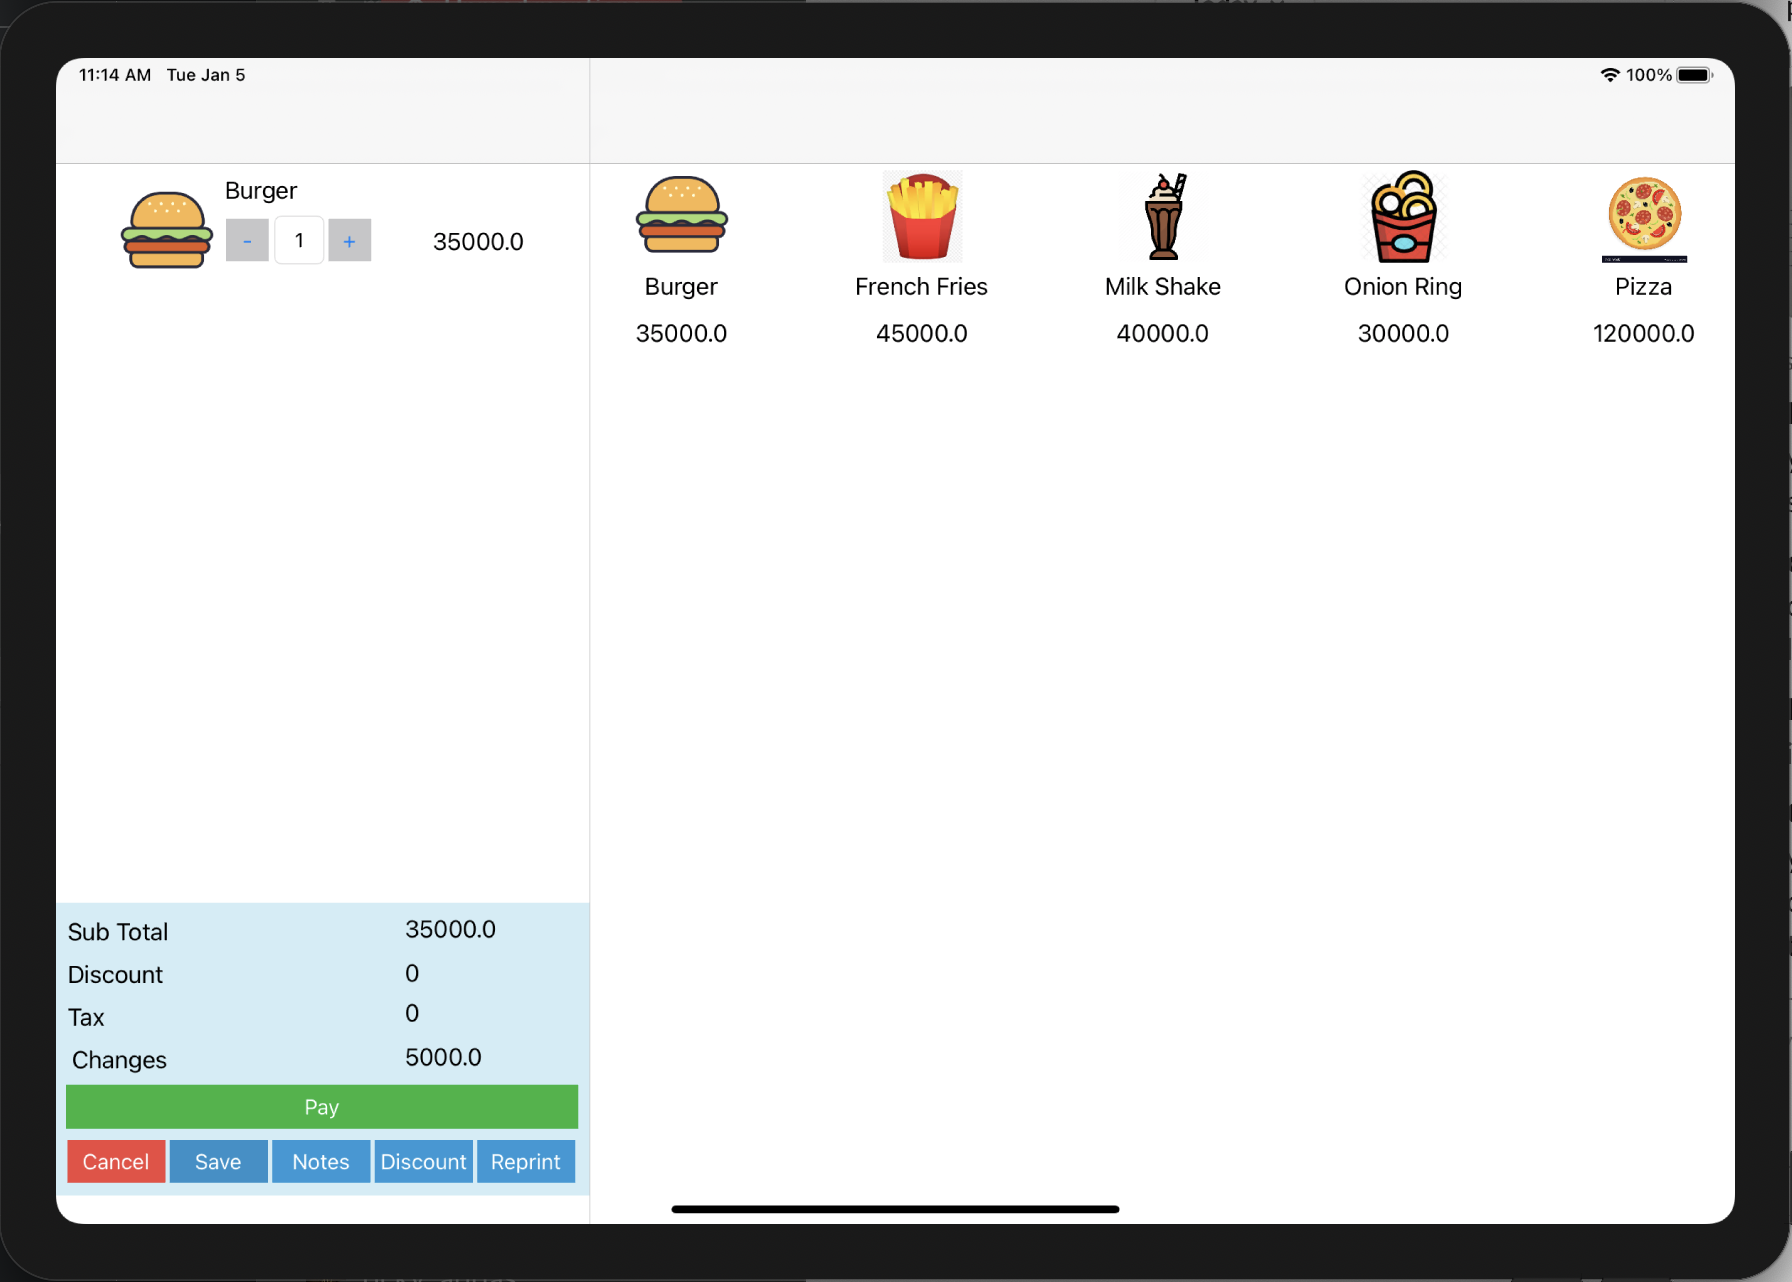 11:14 AM Tue Jan 5
100%
Burger
- 1 +
35000.0
Burger
French Fries
Milk Shake
Onion Ring
Pizza
35000.0
45000.0
40000.0
30000.0
120000.0
Sub Total 35000.0
Discount 0
Tax 0
Changes 5000.0
Pay
Cancel
Save
Notes
Discount
Reprint